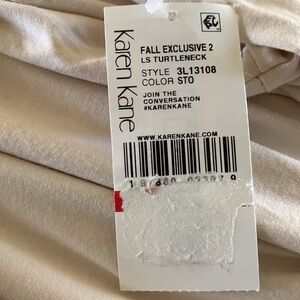 Karen Kane
FALL EXCLUSIVE 2
LS TURTLENECK
STYLE 3L13108
COLOR STO
JOIN THE
CONVERSATION
#KARENKANE
WWW.KARENKANE.COM